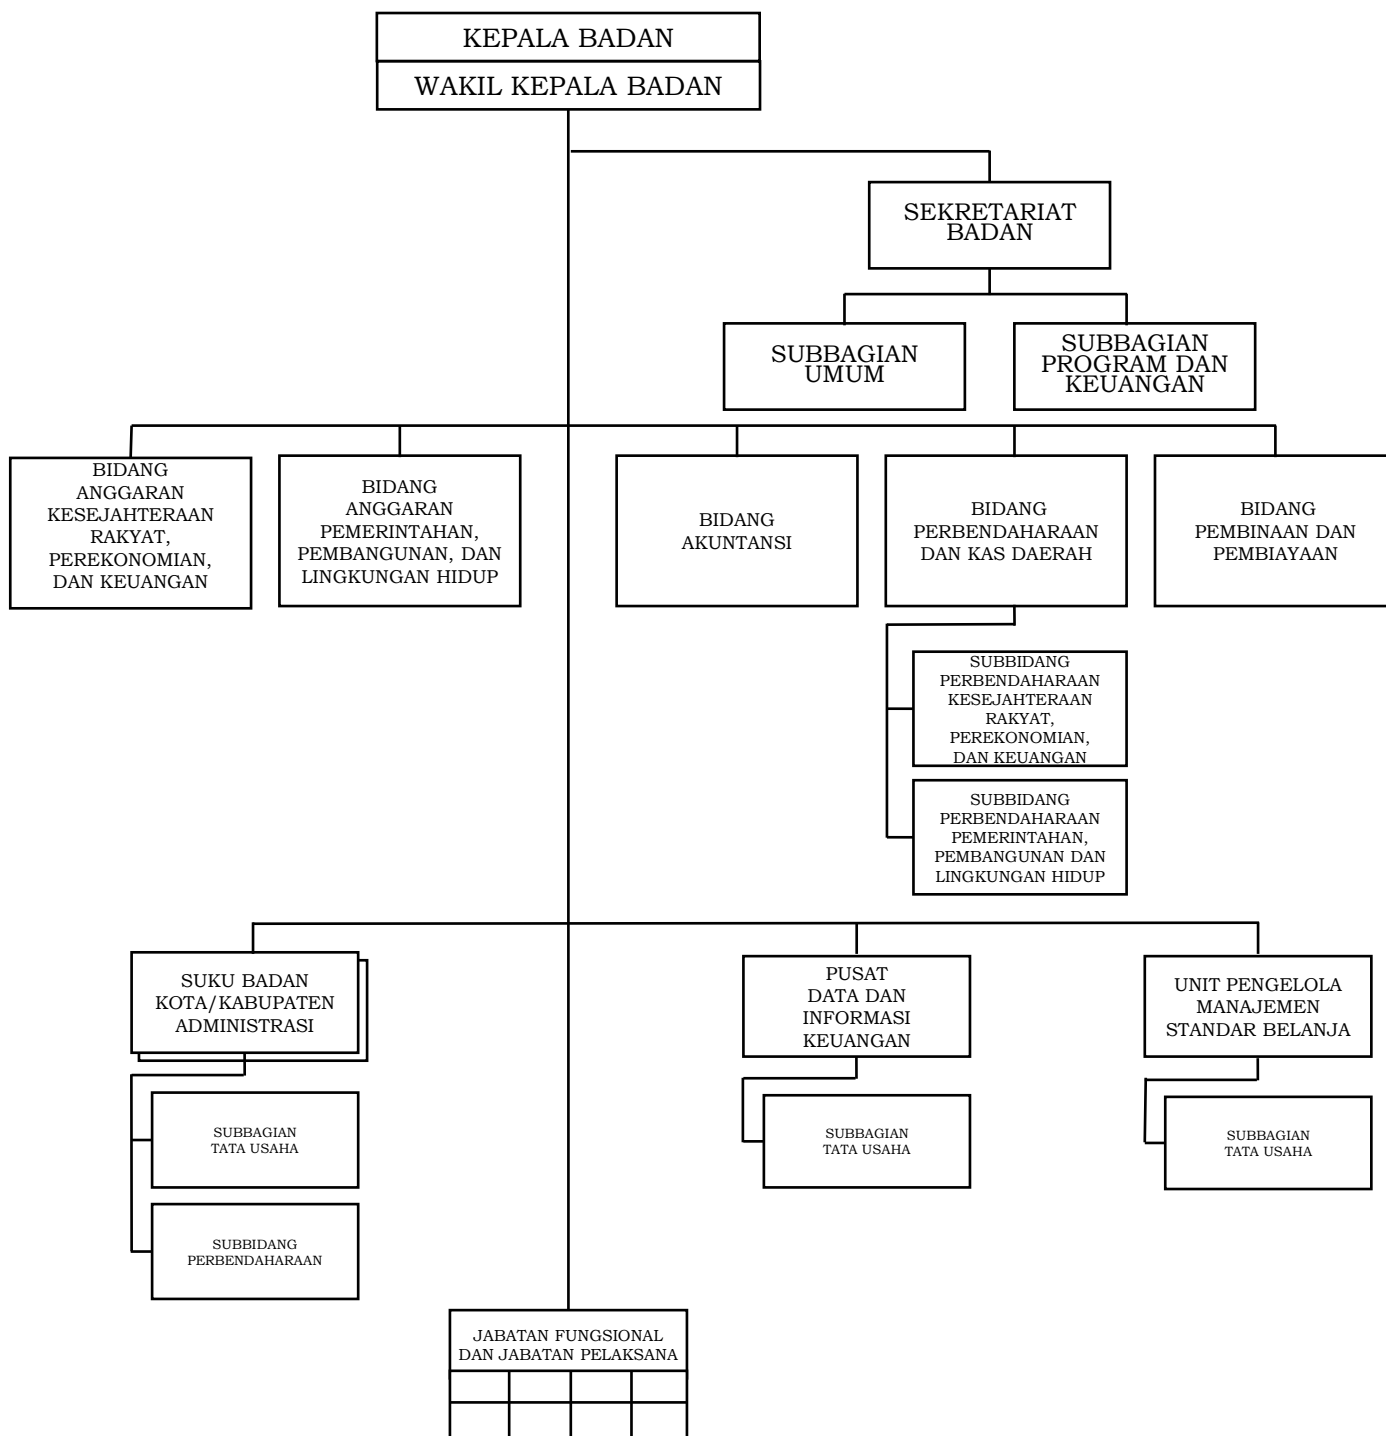 KEPALA BADAN
WAKIL KEPALA BADAN
SEKRETARIAT
BADAN
SUBBAGIAN
UMUM
SUBBAGIAN
PROGRAM DAN
KEUANGAN
BIDANG
ANGGARAN
KESEJAHTERAAN
RAKYAT,
PEREKONOMIAN,
DAN KEUANGAN
BIDANG
ANGGARAN
PEMERINTAHAN,
PEMBANGUNAN, DAN
LINGKUNGAN HIDUP
BIDANG
AKUNTANSI
BIDANG
PERBENDAHARAAN
DAN KAS DAERAH
BIDANG
PEMBINAAN DAN
PEMBIAYAAN
SUBBIDANG
PERBENDAHARAAN
KESEJAHTERAAN
RAKYAT,
PEREKONOMIAN,
DAN KEUANGAN
SUBBIDANG
PERBENDAHARAAN
PEMERINTAHAN,
PEMBANGUNAN DAN
LINGKUNGAN HIDUP
SUKU BADAN
KOTA/KABUPATEN
ADMINISTRASI
PUSAT
DATA DAN
INFORMASI
KEUANGAN
UNIT PENGELOLA
MANAJEMEN
STANDAR BELANJA
SUBBAGIAN
TATA USAHA
SUBBAGIAN
TATA USAHA
SUBBAGIAN
TATA USAHA
SUBBIDANG
PERBENDAHARAAN
JABATAN FUNGSIONAL
DAN JABATAN PELAKSANA